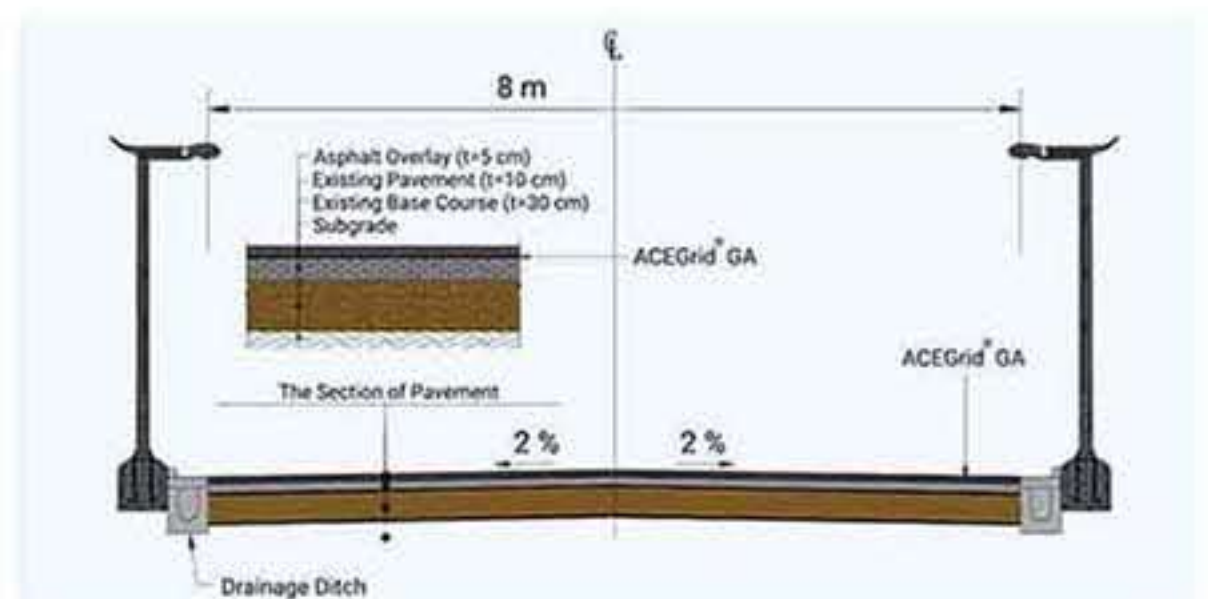 ℄
8 m
Asphalt Overlay (t=5 cm)
Existing Pavement (t=10 cm)
Existing Base Course (t=30 cm)
Subgrade
ACEGrid® GA
ACEGrid® GA
The Section of Pavement
2 %
2 %
Drainage Ditch